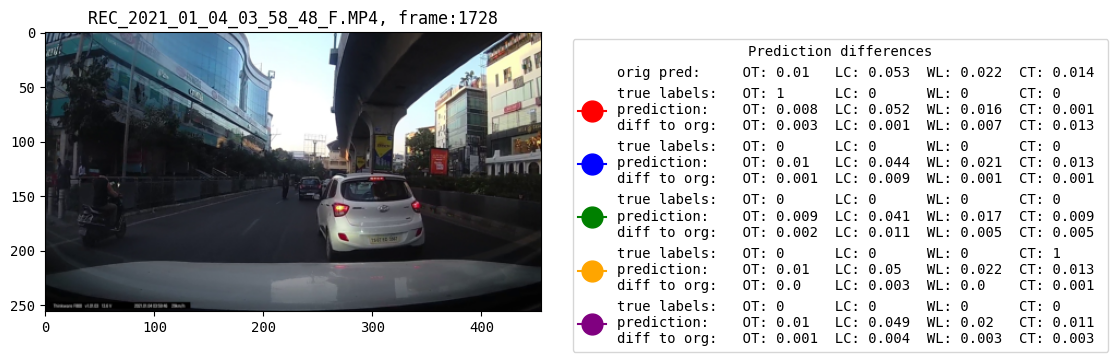 REC_2021_01_04_03_58_48_F.MP4, frame:1728
0
50
100
150
200
250
0
100
200
300
400
Prediction differences
orig pred: OT: 0.01 LC: 0.053 WL: 0.022 CT: 0.014
true labels: OT: 1 LC: 0 WL: 0 CT: 0
prediction: OT: 0.008 LC: 0.052 WL: 0.016 CT: 0.001
diff to org: OT: 0.003 LC: 0.001 WL: 0.007 CT: 0.013
true labels: OT: 0 LC: 0 WL: 0 CT: 0
prediction: OT: 0.01 LC: 0.044 WL: 0.021 CT: 0.013
diff to org: OT: 0.001 LC: 0.009 WL: 0.001 CT: 0.001
true labels: OT: 0 LC: 0 WL: 0 CT: 0
prediction: OT: 0.009 LC: 0.041 WL: 0.017 CT: 0.009
diff to org: OT: 0.002 LC: 0.011 WL: 0.005 CT: 0.005
true labels: OT: 0 LC: 0 WL: 0 CT: 1
prediction: OT: 0.01 LC: 0.05 WL: 0.022 CT: 0.013
diff to org: OT: 0.0 LC: 0.003 WL: 0.0 CT: 0.001
true labels: OT: 0 LC: 0 WL: 0 CT: 0
prediction: OT: 0.01 LC: 0.049 WL: 0.02 CT: 0.011
diff to org: OT: 0.001 LC: 0.004 WL: 0.003 CT: 0.003